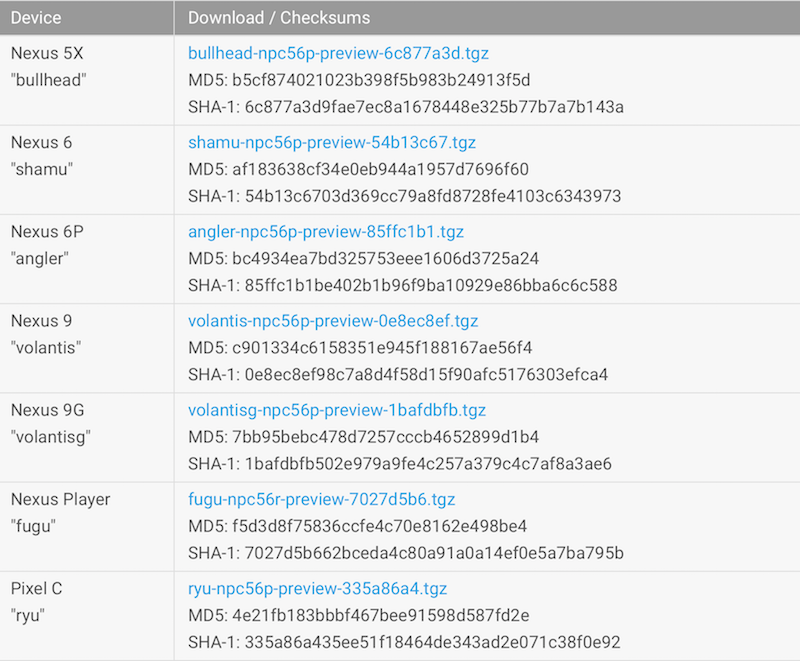 Device Download / Checksums
Nexus 5X bullhead-npc56p-preview-6c877a3d.tgz
"bullhead" MD5: b5cf874021023b398f5b983b24913f5d
SHA-1: 6c877a3d9fae7ec8a1678448e325b77b7a7b143a
Nexus 6 shamu-npc56p-preview-54b13c67.tgz
"shamu" MD5: af183638cf34e0eb944a1957d7696f60
SHA-1: 54b13c6703d369cc79a8fd8728fe4103c6343973
Nexus 6P angler-npc56p-preview-85ffc1b1.tgz
"angler" MD5: bc4934ea7bd325753eee1606d3725a24
SHA-1: 85ffc1b1be402b1b96f9ba10929e86bba6c6c588
Nexus 9 volantis-npc56p-preview-0e8ec8ef.tgz
"volantis" MD5: c901334c6158351e945f188167ae56f4
SHA-1: 0e8ec8ef98c7a8d4f58d15f90afc5176303efca4
Nexus 9G volantisg-npc56p-preview-1bafdbfb.tgz
"volantisg" MD5: 7bb95bebc478d7257cccb4652899d1b4
SHA-1: 1bafdbfb502e979a9fe4c257a379c4c7af8a3ae6
Nexus Player fugu-npc56r-preview-7027d5b6.tgz
"fugu" MD5: f5d3d8f75836ccfe4c70e8162e498be4
SHA-1: 7027d5b662bceda4c80a91a0a14ef0e5a7ba795b
Pixel C ryu-npc56p-preview-335a86a4.tgz
"ryu" MD5: 4e21fb183bbbf467bee91598d587fd2e
SHA-1: 335a86a435ee51f18464de343ad2e071c38f0e92